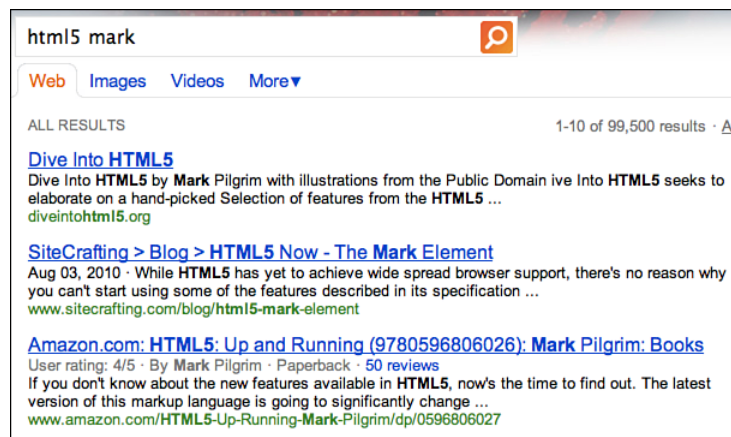 html5 mark
Web Images Videos More▼
ALL RESULTS 1-10 of 99,500 results · A
Dive Into HTML5
Dive Into HTML5 by Mark Pilgrim with illustrations from the Public Domain ive Into HTML5 seeks to
elaborate on a hand-picked Selection of features from the HTML5 ...
diveintohtml5.org
SiteCrafting > Blog > HTML5 Now - The Mark Element
Aug 03, 2010 · While HTML5 has yet to achieve wide spread browser support, there's no reason why
you can't start using some of the features described in its specification ...
www.sitecrafting.com/blog/html5-mark-element
Amazon.com: HTML5: Up and Running (9780596806026): Mark Pilgrim: Books
User rating: 4/5 · By Mark Pilgrim · Paperback · 50 reviews
If you don't know about the new features available in HTML5, now's the time to find out. The latest
version of this markup language is going to significantly change ...
www.amazon.com/HTML5-Up-Running-Mark-Pilgrim/dp/0596806027